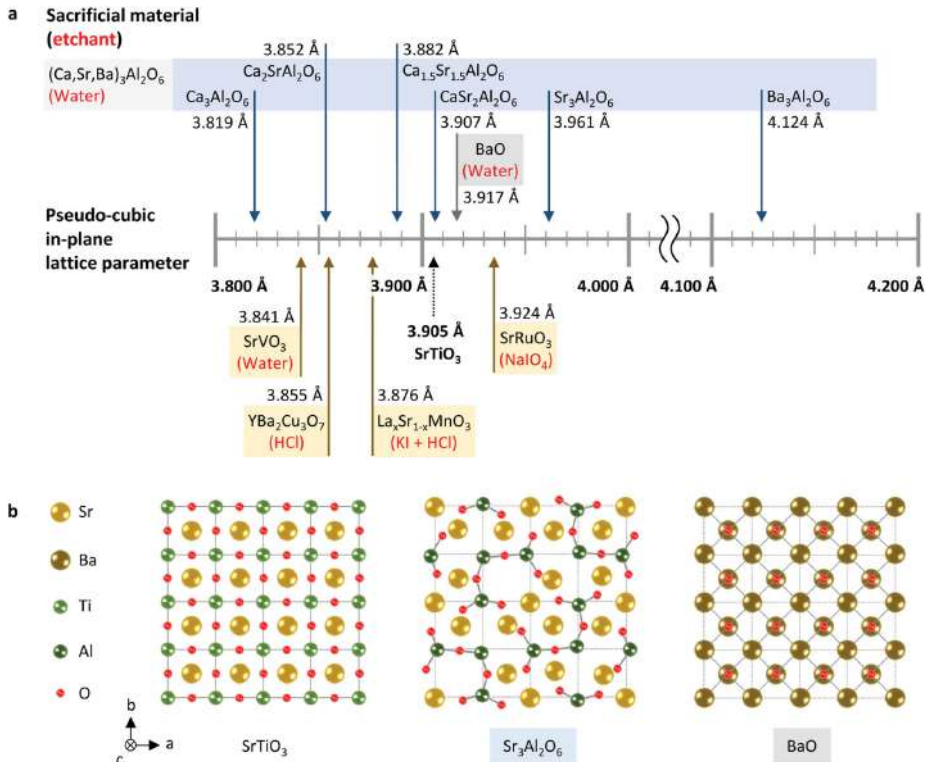 a
Sacrificial material
(etchant)
3.852 Å
3.882 Å
(Ca,Sr,Ba)₃Al₂O₆
(Water)
Ca₂SrAl₂O₆
Ca₁.₅Sr₁.₅Al₂O₆
Ca₃Al₂O₆
CaSr₂Al₂O₆
Sr₃Al₂O₆
Ba₃Al₂O₆
3.819 Å
3.907 Å
3.961 Å
4.124 Å
BaO
(Water)
3.917 Å
Pseudo-cubic
in-plane
lattice parameter
3.800 Å
3.900 Å
4.000 Å
4.100 Å
4.200 Å
3.841 Å
SrVO₃
(Water)
3.905 Å
SrTiO₃
3.924 Å
SrRuO₃
(NaIO₄)
3.855 Å
YBa₂Cu₃O₇
(HCl)
3.876 Å
LaₓSr₁₋ₓMnO₃
(KI + HCl)
b
Sr
Ba
Ti
Al
O
b
a
c
SrTiO₃
Sr₃Al₂O₆
BaO